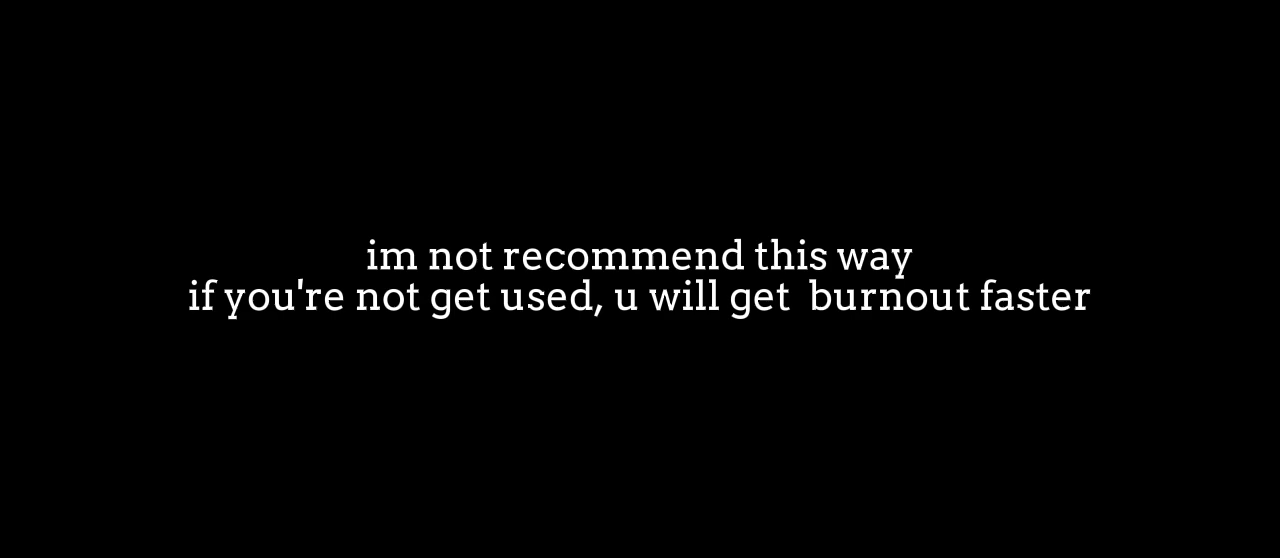 im not recommend this way
if you're not get used, u will get  burnout faster